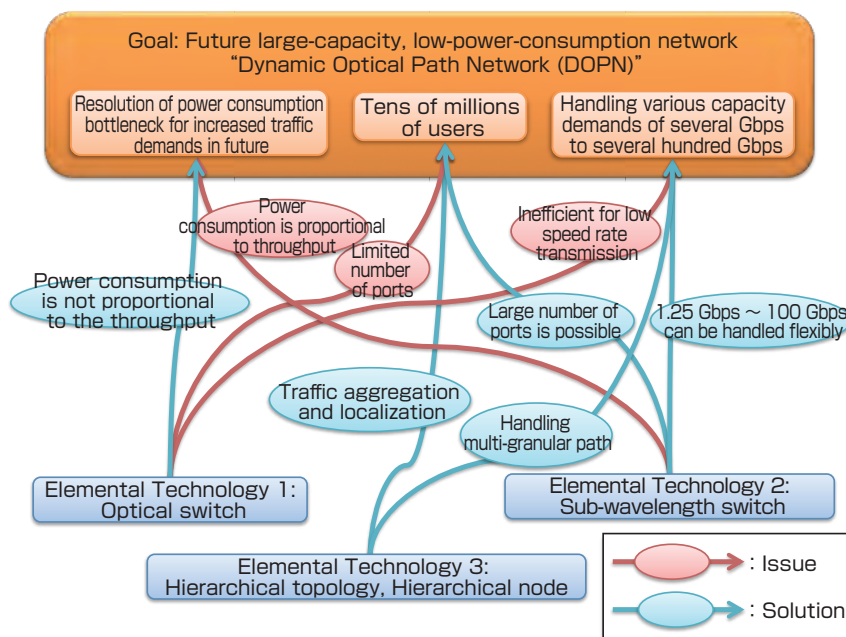 Goal: Future large-capacity, low-power-consumption network
“Dynamic Optical Path Network (DOPN)”
Resolution of power consumption
bottleneck for increased traffic
demands in future
Tens of millions
of users
Handling various capacity
demands of several Gbps
to several hundred Gbps
Power
consumption is proportional
to throughput
Limited
number
of ports
Inefficient for low
speed rate
transmission
Power consumption
is not proportional
to the throughput
Large number of
ports is possible
1.25 Gbps ～ 100 Gbps
can be handled flexibly
Traffic aggregation
and localization
Handling
multi-granular path
Elemental Technology 1:
Optical switch
Elemental Technology 2:
Sub-wavelength switch
Elemental Technology 3:
Hierarchical topology, Hierarchical node
: Issue
: Solution